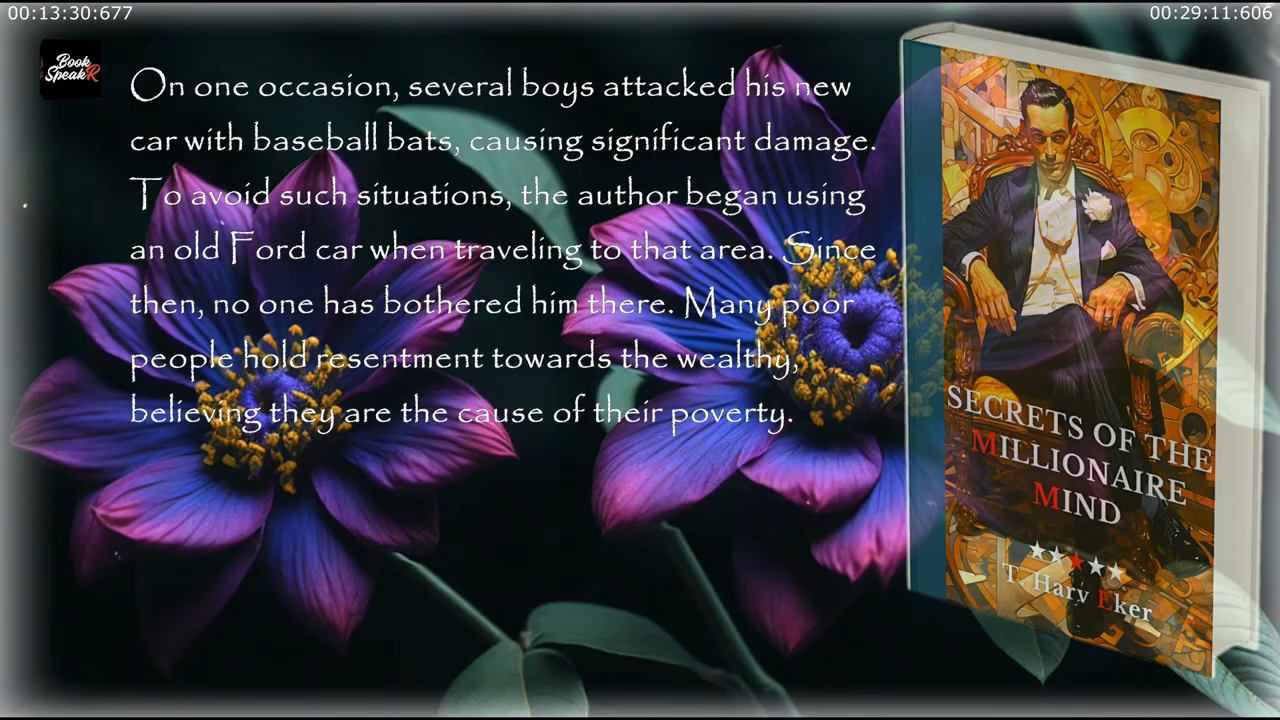 00:13:30:677
00:29:11:606
Book
SpeakR
On one occasion, several boys attacked his new
car with baseball bats, causing significant damage.
To avoid such situations, the author began using
an old Ford car when traveling to that area. Since
then, no one has bothered him there. Many poor
people hold resentment towards the wealthy,
believing they are the cause of their poverty.
SECRETS OF THE
MILLIONAIRE
MIND
T. Harv Eker